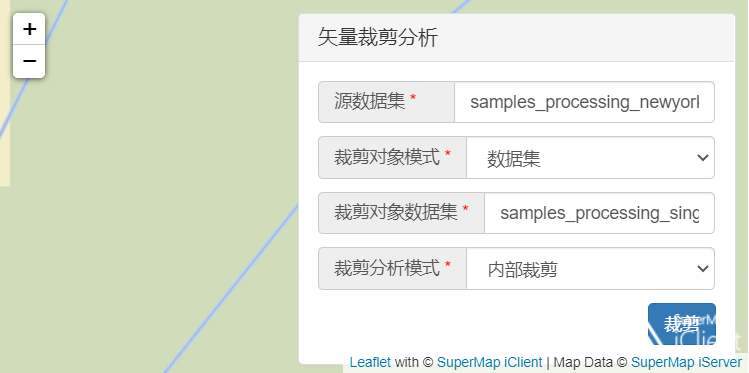 +
−
矢量裁剪分析
源数据集 *
samples_processing_newyorl
裁剪对象模式 *
数据集
裁剪对象数据集 *
samples_processing_sing
裁剪分析模式 *
内部裁剪
裁剪
SuperM
iClient
Leaflet with © SuperMap iClient | Map Data © SuperMap iServer